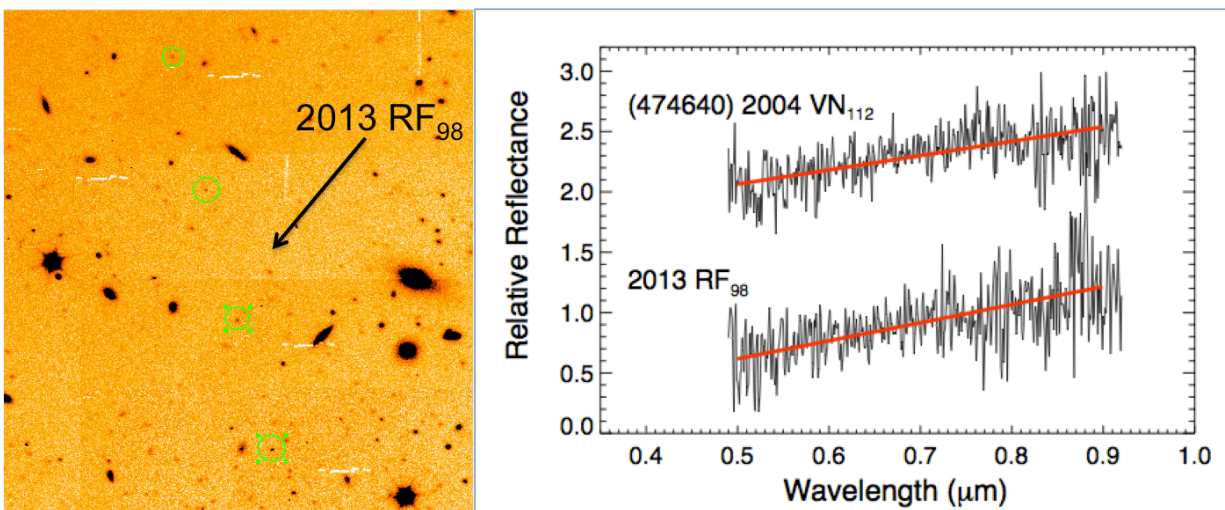 2013 RF₉₈
(474640) 2004 VN₁₁₂
2013 RF₉₈
Relative Reflectance
3.0
2.5
2.0
1.5
1.0
0.5
0.0
0.4 0.5 0.6 0.7 0.8 0.9 1.0
Wavelength (μm)